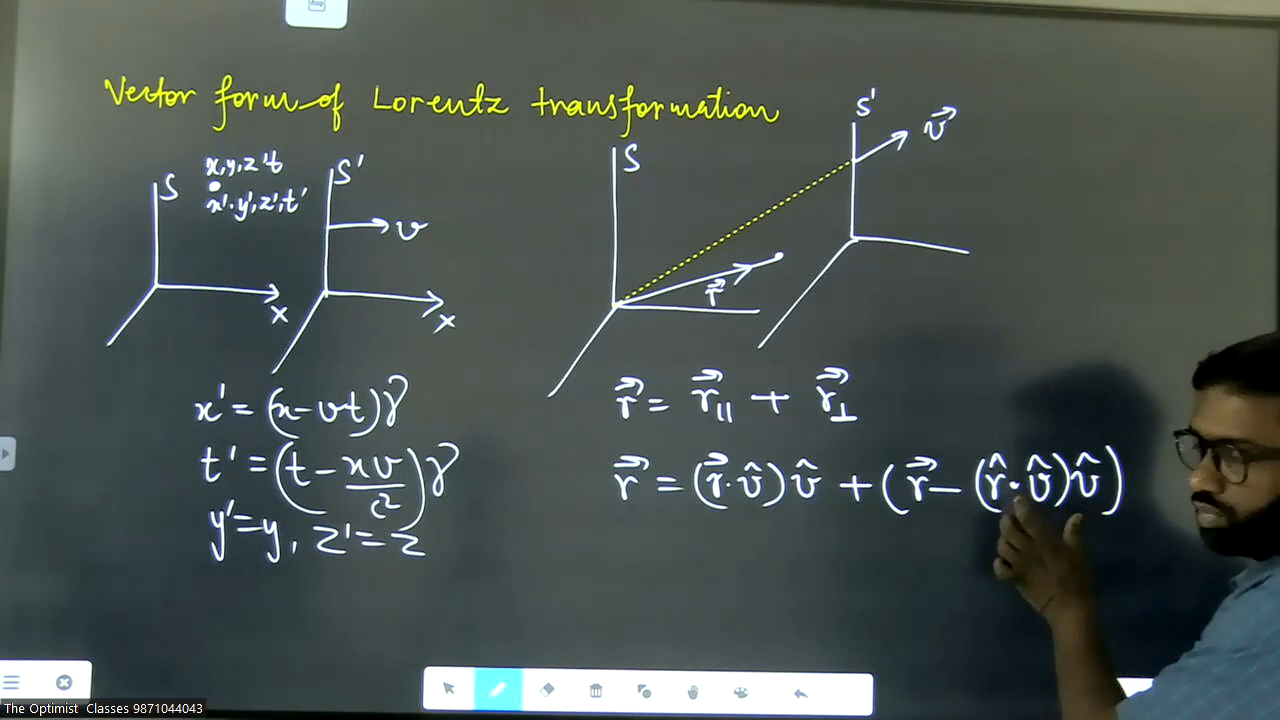 Vector form of Lorentz transformation
S
x,y,z't
x'.y',z',t'
S'
v
x
x
S
S'
v⃗
r⃗
x' = (x-vt)γ
t' = (t - xv/c²)γ
y'=y, z'=z
r⃗ = r⃗∥ + r⃗⊥
r⃗ = (r⃗·v̂)v̂ + (r⃗ - (r̂·v̂)v̂)
The Optimist Classes 9871044043